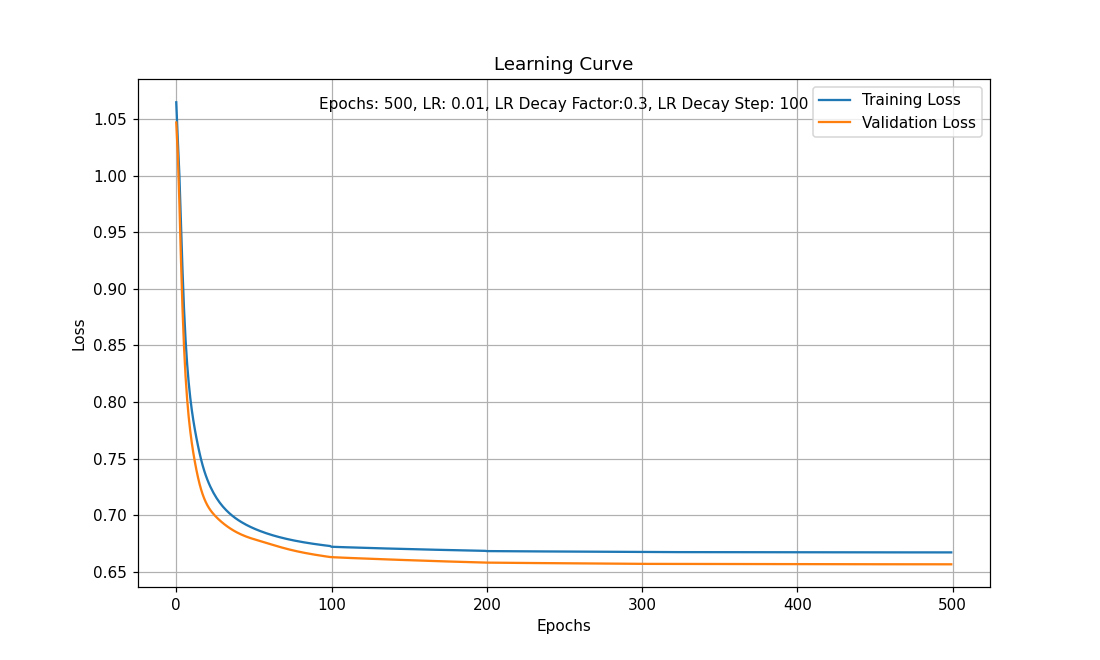 Learning Curve
Epochs: 500, LR: 0.01, LR Decay Factor:0.3, LR Decay Step: 100
Training Loss
Validation Loss
Loss
1.05
1.00
0.95
0.90
0.85
0.80
0.75
0.70
0.65
0 100 200 300 400 500
Epochs